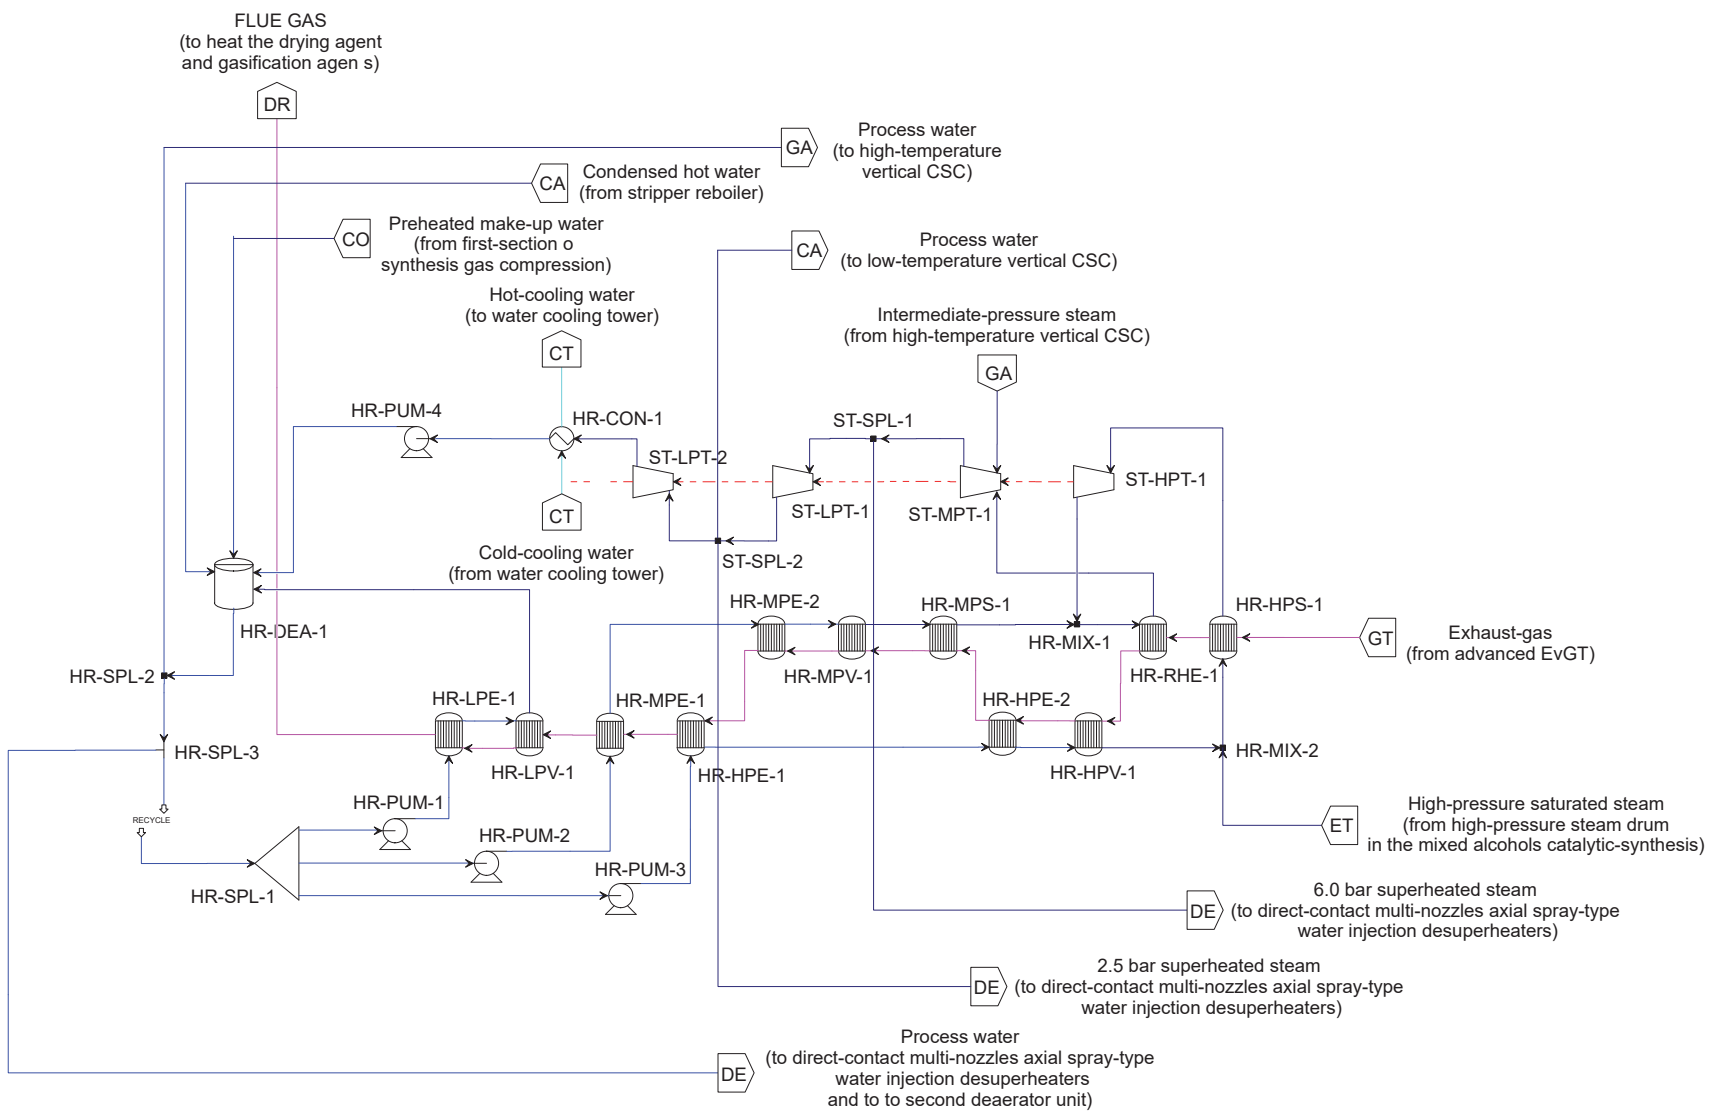 FLUE GAS
(to heat the drying agent
and gasification agen s)
DR
GA
Process water
(to high-temperature
vertical CSC)
CA
Condensed hot water
(from stripper reboiler)
CO
Preheated make-up water
(from first-section o
synthesis gas compression)
CA
Process water
(to low-temperature vertical CSC)
Hot-cooling water
(to water cooling tower)
CT
Intermediate-pressure steam
(from high-temperature vertical CSC)
GA
HR-PUM-4
HR-CON-1
ST-SPL-1
ST-LPT-2
ST-HPT-1
ST-LPT-1
ST-MPT-1
CT
Cold-cooling water
(from water cooling tower)
ST-SPL-2
HR-MPE-2
HR-MPS-1
HR-HPS-1
HR-DEA-1
HR-MIX-1
GT
Exhaust-gas
(from advanced EvGT)
HR-SPL-2
HR-MPV-1
HR-RHE-1
HR-LPE-1
HR-MPE-1
HR-HPE-2
HR-SPL-3
HR-MIX-2
HR-LPV-1
HR-HPE-1
HR-HPV-1
HR-PUM-1
RECYCLE
HR-PUM-2
ET
High-pressure saturated steam
(from high-pressure steam drum
in the mixed alcohols catalytic-synthesis)
HR-PUM-3
HR-SPL-1
DE
6.0 bar superheated steam
(to direct-contact multi-nozzles axial spray-type
water injection desuperheaters)
DE
2.5 bar superheated steam
(to direct-contact multi-nozzles axial spray-type
water injection desuperheaters)
DE
Process water
(to direct-contact multi-nozzles axial spray-type
water injection desuperheaters
and to to second deaerator unit)